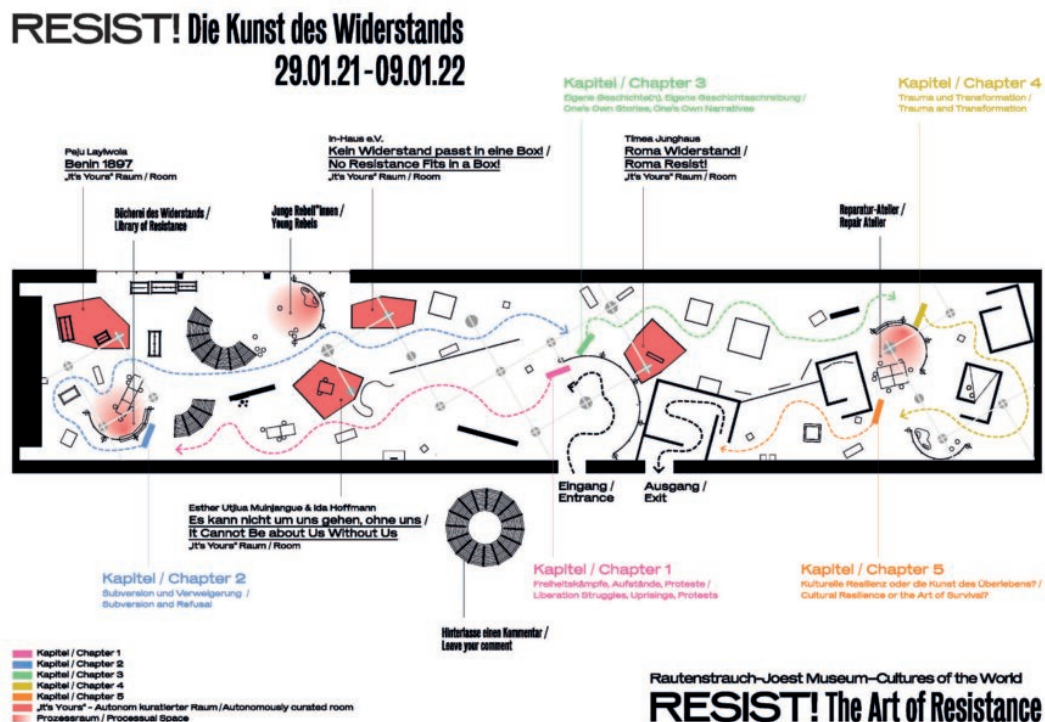 RESIST! Die Kunst des Widerstands
29.01.21 - 09.01.22
Kapitel / Chapter 3
Eigene Geschichte(n), Eigene Geschichtsschreibung /
One's Own Stories, One's Own Narratives
Kapitel / Chapter 4
Trauma und Transformation /
Trauma and Transformation
Peju Layiwola
Benin 1897
„It's Yours" Raum / Room
In-Haus e.V.
Kein Widerstand passt in eine Box! /
No Resistance Fits in a Box!
„It's Yours" Raum / Room
Timea Junghaus
Roma Widerstand! /
Roma Resist!
„It's Yours" Raum / Room
Bücherei des Widerstands /
Library of Resistance
Junge Rebell*innen /
Young Rebels
Reparatur-Atelier /
Repair Atelier
Eingang /
Entrance
Ausgang /
Exit
Esther Utjiua Muinjangue & Ida Hoffmann
Es kann nicht um uns gehen, ohne uns /
It Cannot Be about Us Without Us
„It's Yours" Raum / Room
Kapitel / Chapter 2
Subversion und Verweigerung /
Subversion and Refusal
Kapitel / Chapter 1
Freiheitskämpfe, Aufstände, Proteste /
Liberation Struggles, Uprisings, Protests
Kapitel / Chapter 5
Kulturelle Resilienz oder die Kunst des Überlebens? /
Cultural Resilience or the Art of Survival?
Hinterlasse einen Kommentar /
Leave your comment
Kapitel / Chapter 1
Kapitel / Chapter 2
Kapitel / Chapter 3
Kapitel / Chapter 4
Kapitel / Chapter 5
„It's Yours" - Autonom kuratierter Raum / Autonomously curated room
Prozessraum / Processual Space
Rautenstrauch-Joest Museum–Cultures of the World
RESIST! The Art of Resistance